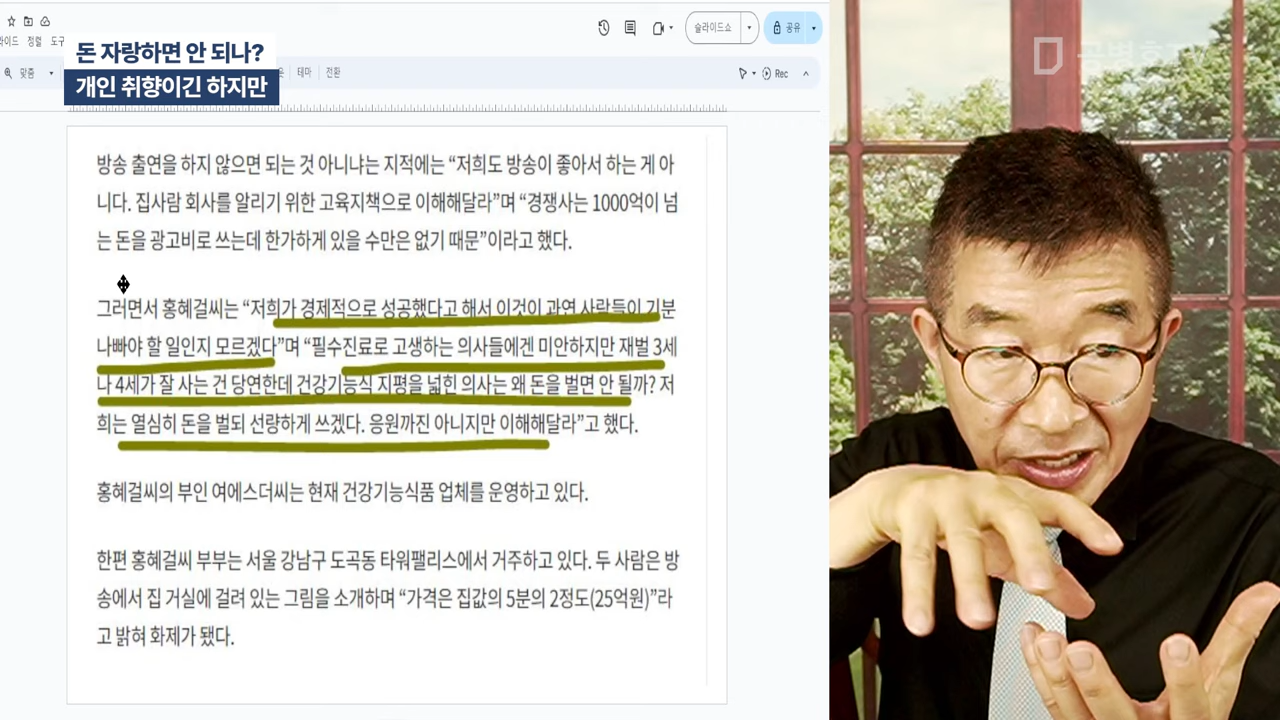 돈 자랑하면 안 되나?
개인 취향이긴 하지만
맞춤
테마
전환
슬라이드쇼
공유
Rec
정렬
공병호TV
방송 출연을 하지 않으면 되는 것 아니냐는 지적에는 “저희도 방송이 좋아서 하는 게 아
니다. 집사람 회사를 알리기 위한 고육지책으로 이해해달라”며 “경쟁사는 1000억이 넘
는 돈을 광고비로 쓰는데 한가하게 있을 수만은 없기 때문”이라고 했다.
그러면서 홍혜걸씨는 “저희가 경제적으로 성공했다고 해서 이것이 과연 사람들이 기분
나빠야 할 일인지 모르겠다”며 “필수진료로 고생하는 의사들에겐 미안하지만 재벌 3세
나 4세가 잘 사는 건 당연한데 건강기능식 지평을 넓힌 의사는 왜 돈을 벌면 안 될까? 저
희는 열심히 돈을 벌되 선량하게 쓰겠다. 응원까진 아니지만 이해해달라”고 했다.
홍혜걸씨의 부인 여에스더씨는 현재 건강기능식품 업체를 운영하고 있다.
한편 홍혜걸씨 부부는 서울 강남구 도곡동 타워팰리스에서 거주하고 있다. 두 사람은 방
송에서 집 거실에 걸려 있는 그림을 소개하며 “가격은 집값의 5분의 2정도(25억원)”라
고 밝혀 화제가 됐다.